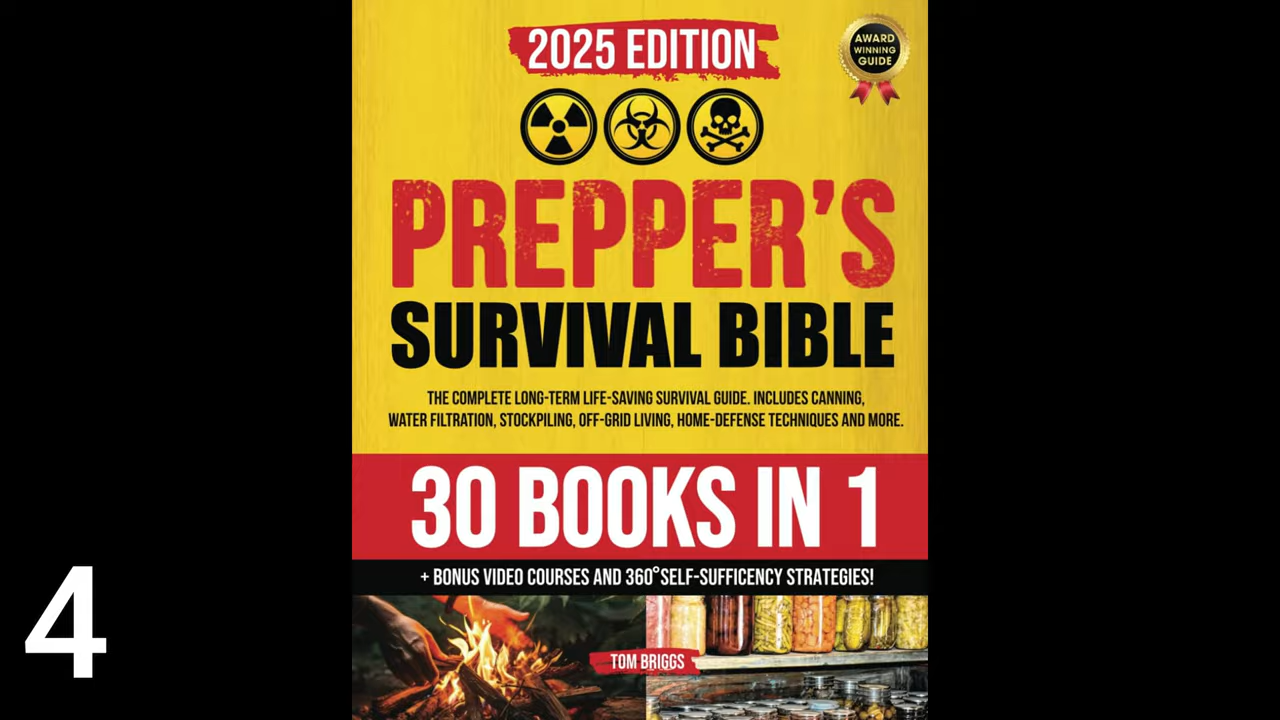 2025 EDITION
AWARD
WINNING
GUIDE
PREPPER'S
SURVIVAL BIBLE
THE COMPLETE LONG-TERM LIFE-SAVING SURVIVAL GUIDE. INCLUDES CANNING,
WATER FILTRATION, STOCKPILING, OFF-GRID LIVING, HOME-DEFENSE TECHNIQUES AND MORE.
30 BOOKS IN 1
+ BONUS VIDEO COURSES AND 360°SELF-SUFFICENCY STRATEGIES!
TOM BRIGGS
4